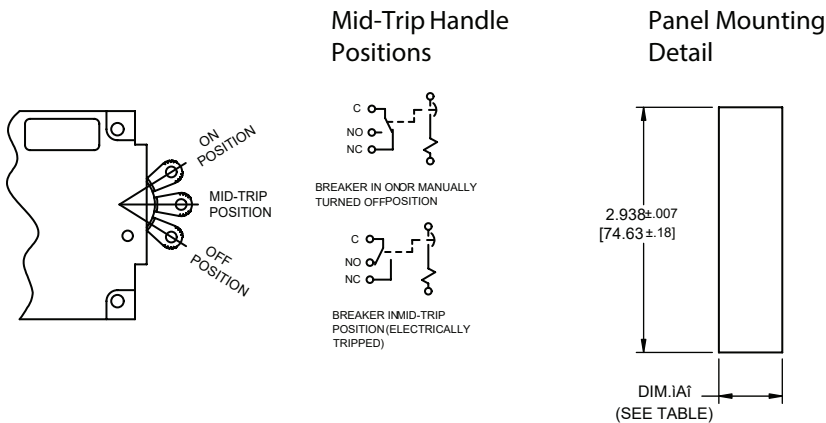 Mid-Trip Handle
Positions
Panel Mounting
Detail
ON
POSITION
MID-TRIP
POSITION
OFF
POSITION
C
NO
NC
BREAKER IN ONOR MANUALLY
TURNED OFFPOSITION
C
NO
NC
BREAKER INMID-TRIP
POSITION(ELECTRICALLY
TRIPPED)
2.938±.007
[74.63±.18]
DIM.ìAî
(SEE TABLE)